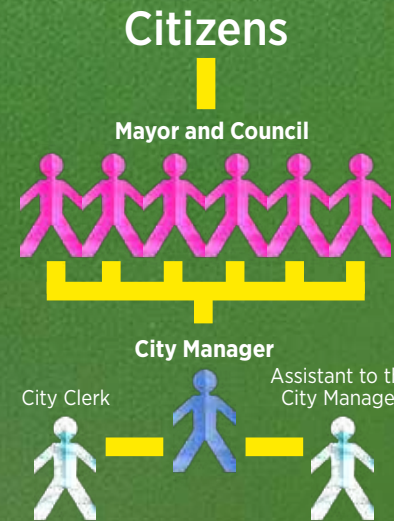 Citizens
Mayor and Council
City Manager
City Clerk
Assistant to th
City Manage